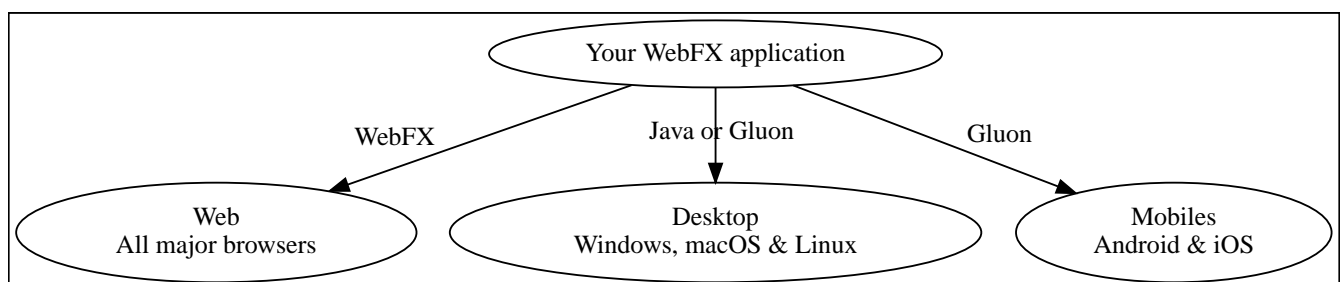 Your WebFX application
WebFX
Java or Gluon
Gluon
Web
All major browsers
Desktop
Windows, macOS & Linux
Mobiles
Android & iOS